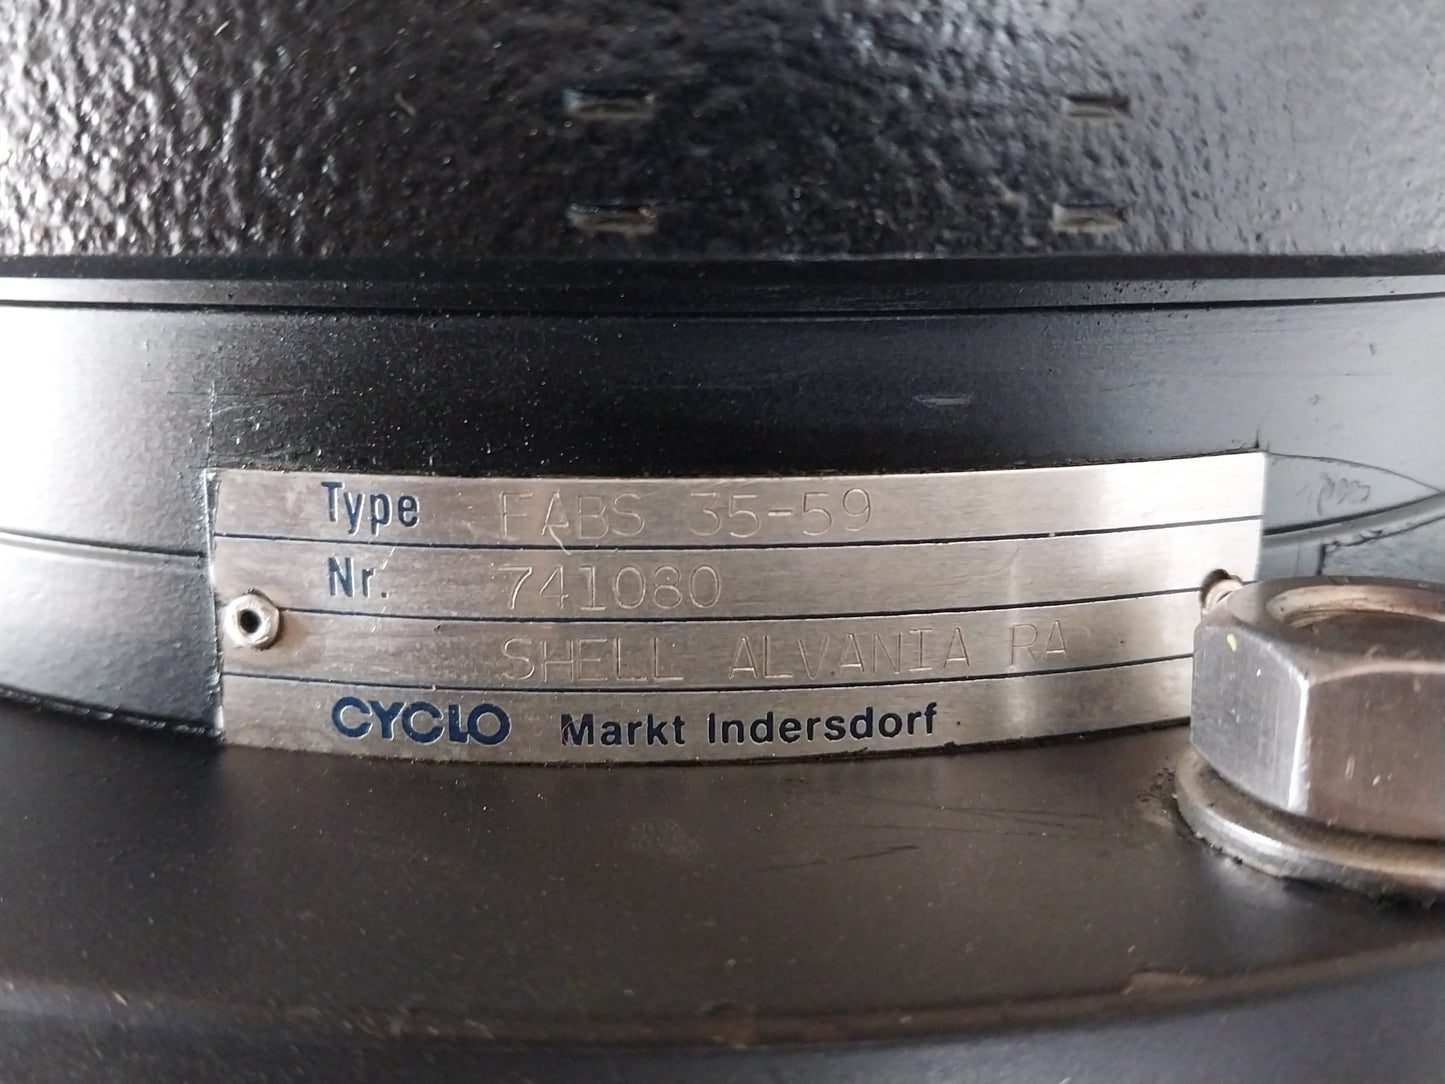 Type FABS 35-59
Nr. 741080
SHELL ALVANIA RA
CYCLO Markt Indersdorf